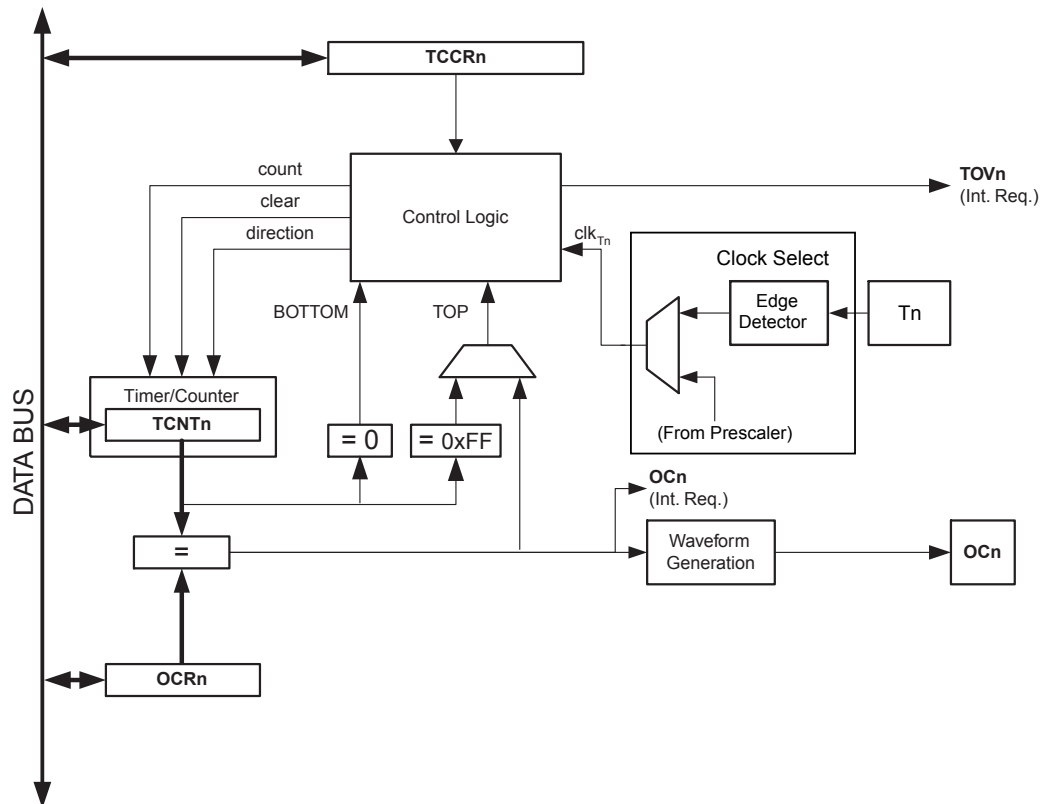 TCCRn
count
clear
direction
Control Logic
TOVn
(Int. Req.)
clkTn
Clock Select
Edge
Detector
Tn
BOTTOM
TOP
(From Prescaler)
Timer/Counter
TCNTn
= 0
= 0xFF
DATA BUS
OCn
(Int. Req.)
=
Waveform
Generation
OCn
OCRn